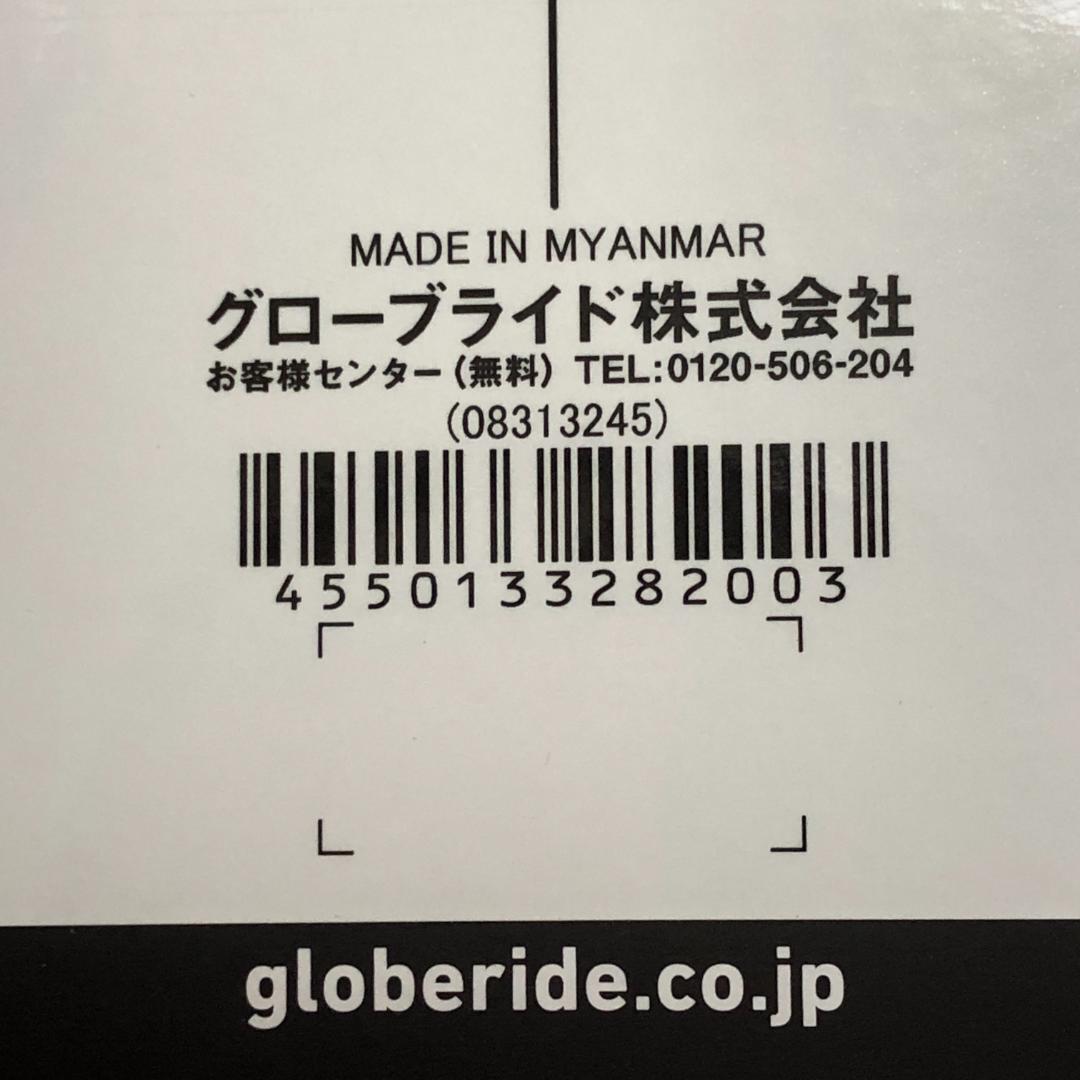 MADE IN MYANMAR
グローブライド株式会社
お客様センター(無料) TEL:0120-506-204
(08313245)
4550133282003
globeride.co.jp